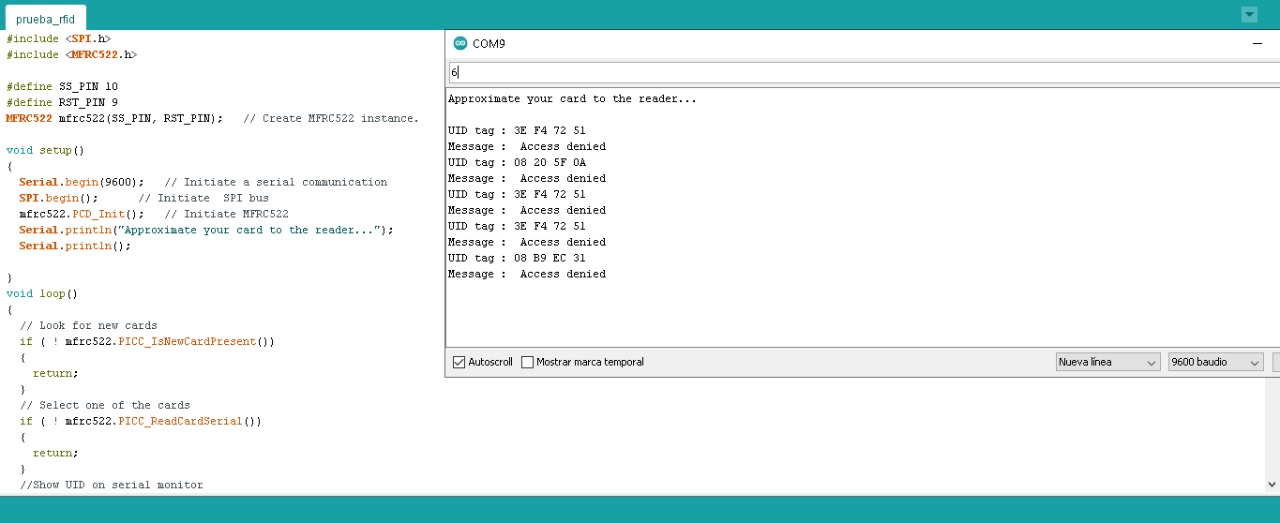 prueba_rfid
#include <SPI.h>
#include <MFRC522.h>
#define SS_PIN 10
#define RST_PIN 9
MFRC522 mfrc522(SS_PIN, RST_PIN);   // Create MFRC522 instance.
void setup()
{
  Serial.begin(9600);   // Initiate a serial communication
  SPI.begin();      // Initiate  SPI bus
  mfrc522.PCD_Init();   // Initiate MFRC522
  Serial.println("Approximate your card to the reader...");
  Serial.println();
}
void loop()
{
  // Look for new cards
  if ( ! mfrc522.PICC_IsNewCardPresent())
  {
    return;
  }
  // Select one of the cards
  if ( ! mfrc522.PICC_ReadCardSerial())
  {
    return;
  }
  //Show UID on serial monitor
COM9
6
Approximate your card to the reader...
UID tag : 3E F4 72 51
Message :  Access denied
UID tag : 08 20 5F 0A
Message :  Access denied
UID tag : 3E F4 72 51
Message :  Access denied
UID tag : 3E F4 72 51
Message :  Access denied
UID tag : 08 B9 EC 31
Message :  Access denied
Autoscroll Mostrar marca temporal Nueva línea 9600 baudio